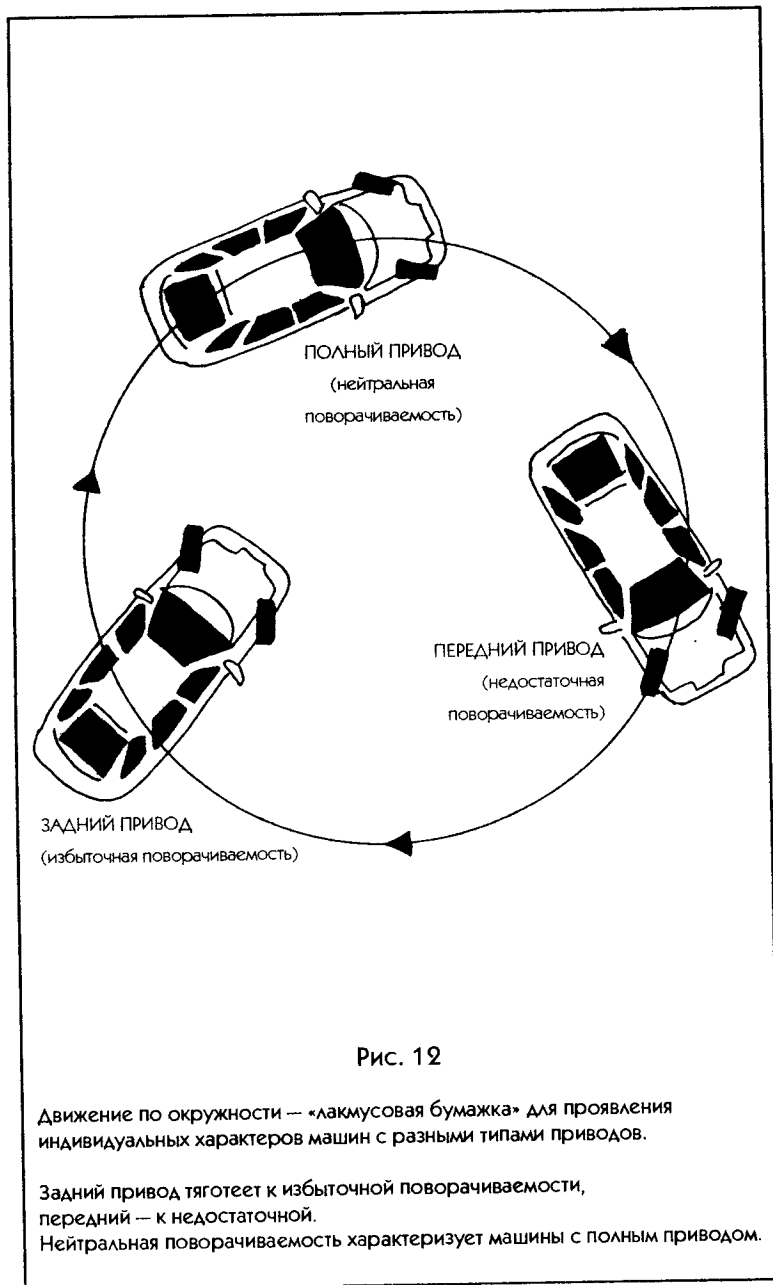 ПОЛНЫЙ ПРИВОД
(нейтральная
поворачиваемость)
ПЕРЕДНИЙ ПРИВОД
(недостаточная
поворачиваемость)
ЗАДНИЙ ПРИВОД
(избыточная поворачиваемость)
Рис. 12
Движение по окружности — «лакмусовая бумажка» для проявления
индивидуальных характеров машин с разными типами приводов.
Задний привод тяготеет к избыточной поворачиваемости,
передний — к недостаточной.
Нейтральная поворачиваемость характеризует машины с полным приводом.